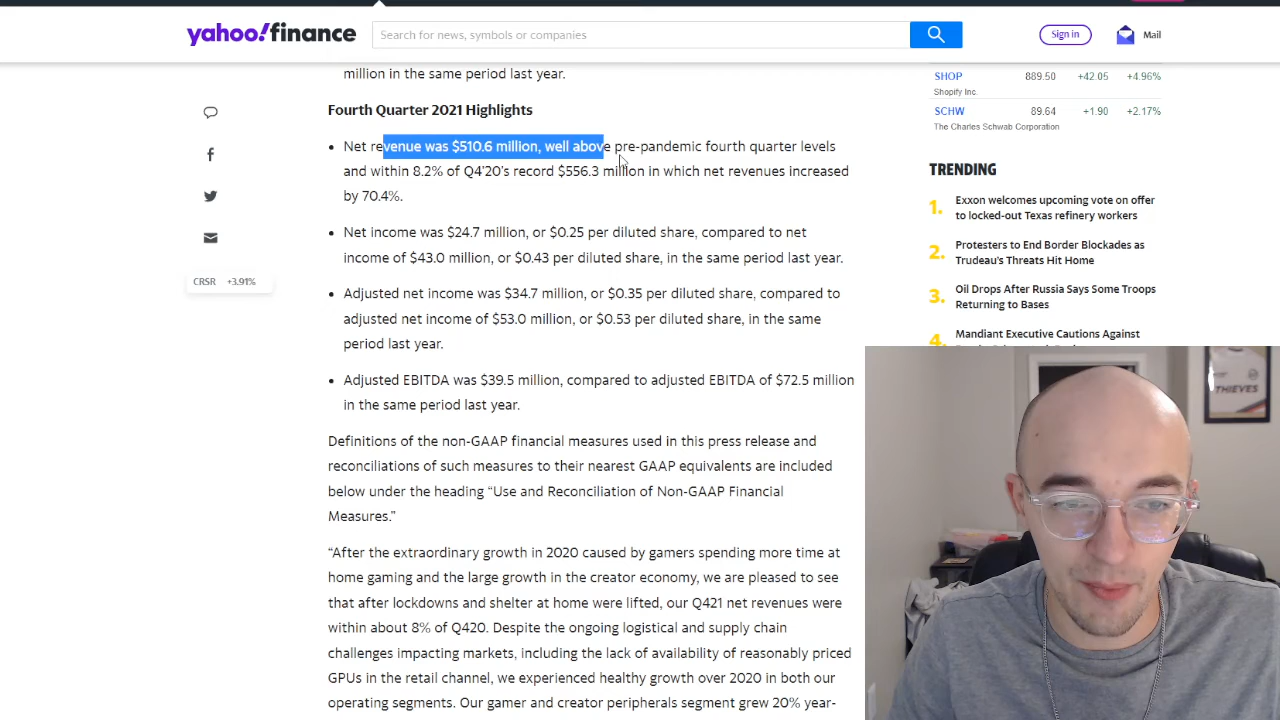 yahoo!finance
Search for news, symbols or companies
Sign in
Mail
million in the same period last year.
Fourth Quarter 2021 Highlights
• Net revenue was $510.6 million, well above pre-pandemic fourth quarter levels
and within 8.2% of Q4'20's record $556.3 million in which net revenues increased
by 70.4%.
• Net income was $24.7 million, or $0.25 per diluted share, compared to net
income of $43.0 million, or $0.43 per diluted share, in the same period last year.
• Adjusted net income was $34.7 million, or $0.35 per diluted share, compared to
adjusted net income of $53.0 million, or $0.53 per diluted share, in the same
period last year.
• Adjusted EBITDA was $39.5 million, compared to adjusted EBITDA of $72.5 million
in the same period last year.
Definitions of the non-GAAP financial measures used in this press release and
reconciliations of such measures to their nearest GAAP equivalents are included
below under the heading “Use and Reconciliation of Non-GAAP Financial
Measures.”
“After the extraordinary growth in 2020 caused by gamers spending more time at
home gaming and the large growth in the creator economy, we are pleased to see
that after lockdowns and shelter at home were lifted, our Q421 net revenues were
within about 8% of Q420. Despite the ongoing logistical and supply chain
challenges impacting markets, including the lack of availability of reasonably priced
GPUs in the retail channel, we experienced healthy growth over 2020 in both our
operating segments. Our gamer and creator peripherals segment grew 20% year-
CRSR +3.91%
SHOP 889.50 +42.05 +4.96%
Shopify Inc.
SCHW 89.64 +1.90 +2.17%
The Charles Schwab Corporation
TRENDING
1. Exxon welcomes upcoming vote on offer
to locked-out Texas refinery workers
2. Protesters to End Border Blockades as
Trudeau's Threats Hit Home
3. Oil Drops After Russia Says Some Troops
Returning to Bases
4. Mandiant Executive Cautions Against
THIEVES